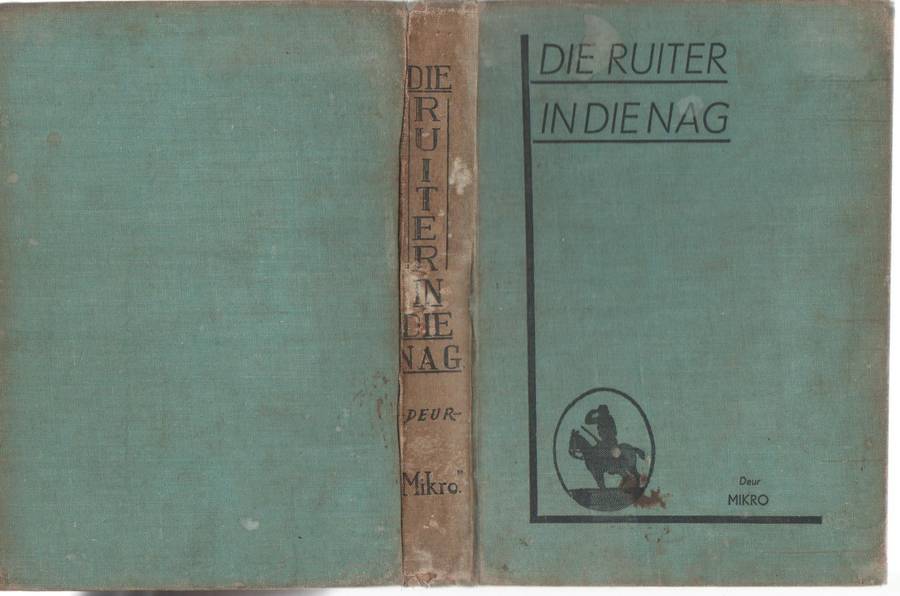 DIE
RUITER
IN
DIE
NAG
-DEUR-
"Mikro."
DIE RUITER
IN DIE NAG
Deur
MIKRO